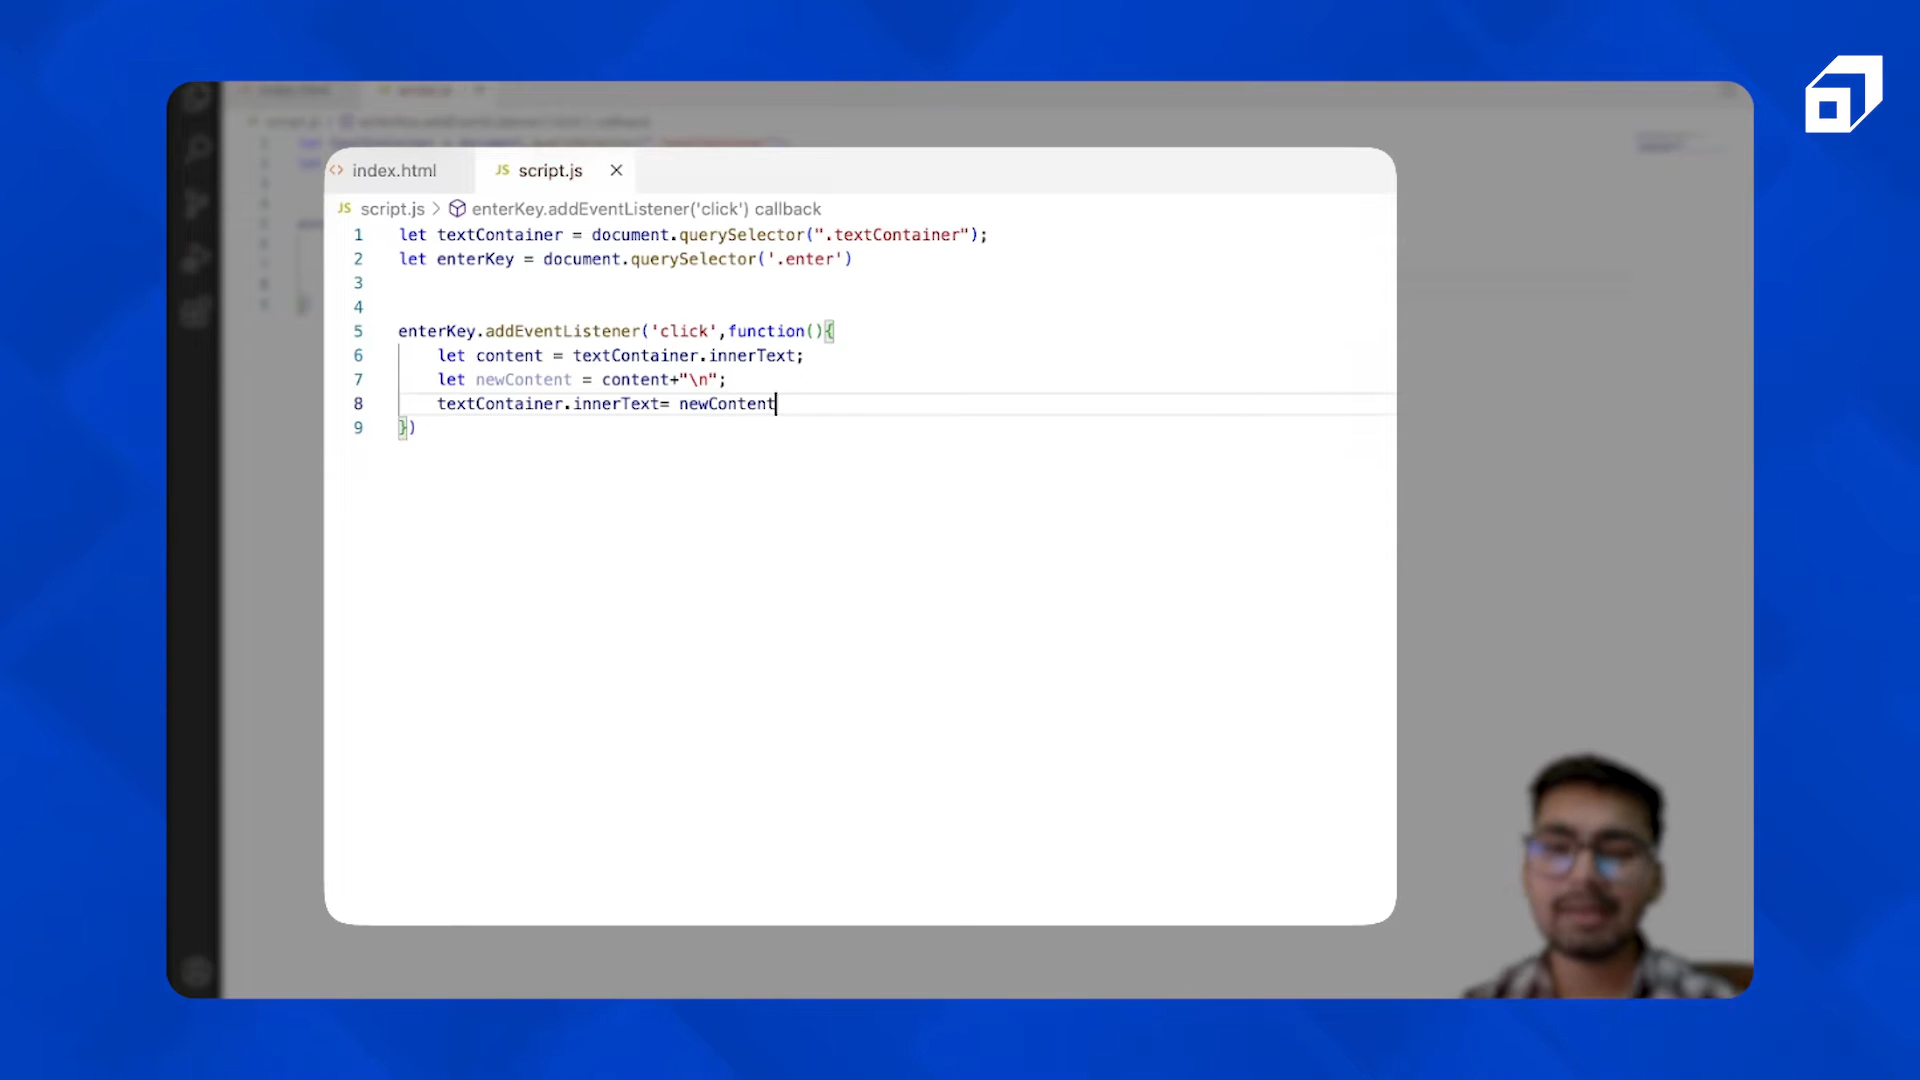 index.html
JS script.js ×
JS script.js > enterKey.addEventListener('click') callback
1 let textContainer = document.querySelector(".textContainer");
2 let enterKey = document.querySelector('.enter')
3
4
5 enterKey.addEventListener('click',function(){
6 let content = textContainer.innerText;
7 let newContent = content+"\n";
8 textContainer.innerText= newContent
9 })